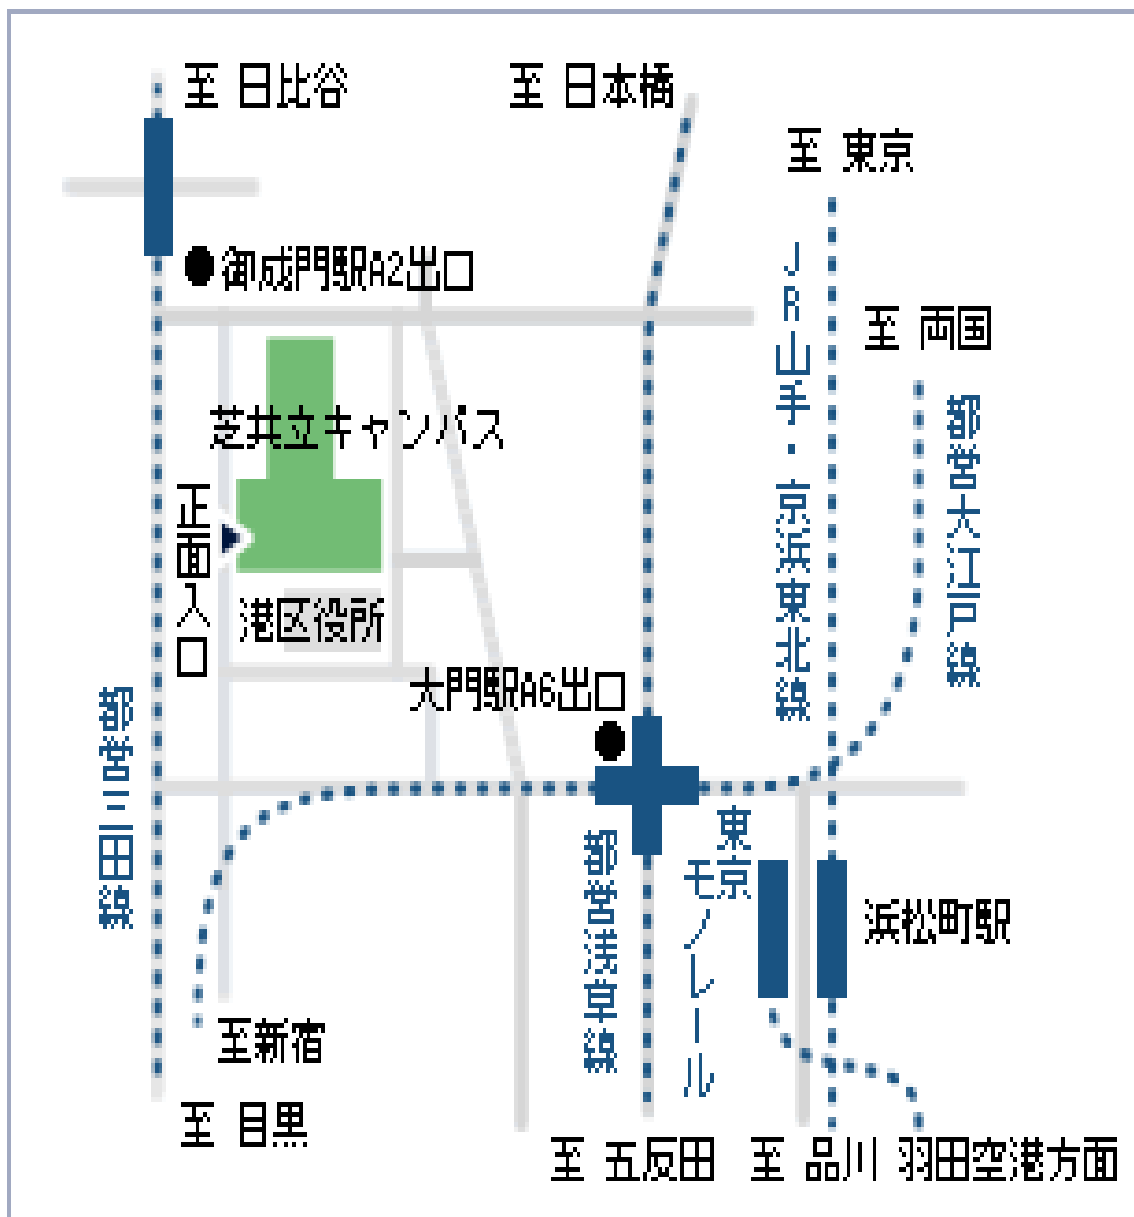 至 日比谷
至 日本橋
至 東京
御成門駅A2出口
JR山手・京浜東北線
至 両国
都営大江戸線
芝共立キャンパス
正面入口
港区役所
大門駅A6出口
都営三田線
都営浅草線
東京
モノレール
浜松町駅
至新宿
至 目黒
至 五反田
至 品川
羽田空港方面